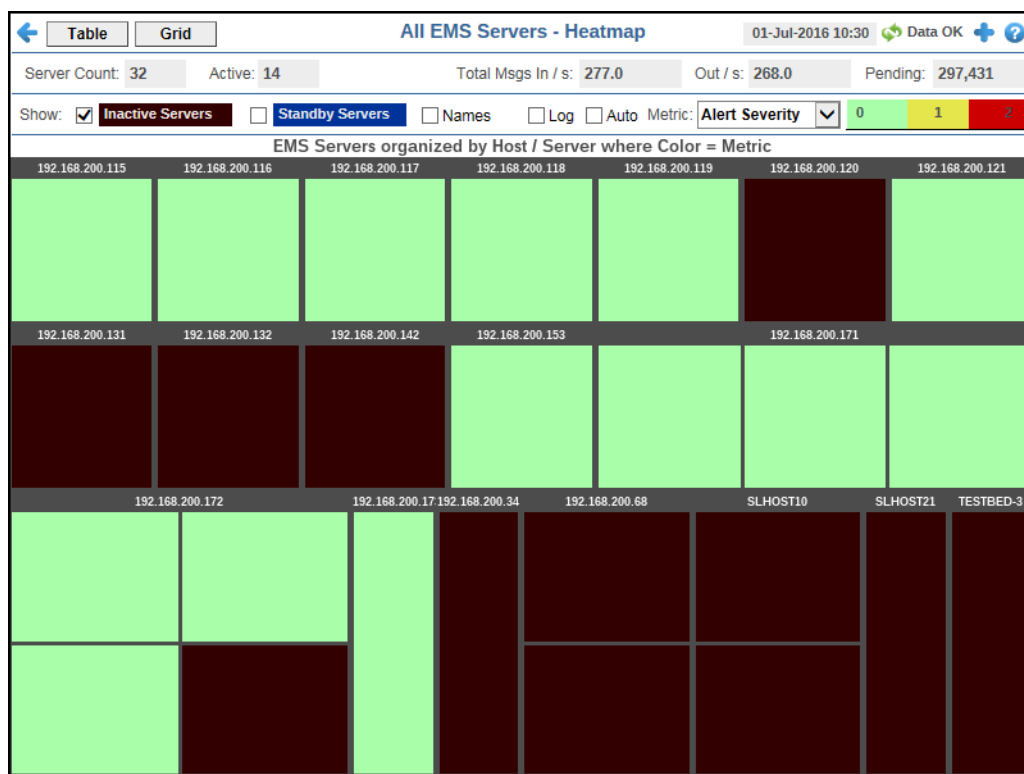 Table Grid All EMS Servers - Heatmap 01-Jul-2016 10:30 Data OK ?
Server Count: 32 Active: 14 Total Msgs In / s: 277.0 Out / s: 268.0 Pending: 297,431
Show: Inactive Servers Standby Servers Names Log Auto Metric: Alert Severity 0 1 2
EMS Servers organized by Host / Server where Color = Metric
192.168.200.115 192.168.200.116 192.168.200.117 192.168.200.118 192.168.200.119 192.168.200.120 192.168.200.121
192.168.200.131 192.168.200.132 192.168.200.142 192.168.200.153 192.168.200.171
192.168.200.172 192.168.200.17 192.168.200.34 192.168.200.68 SLHOST10 SLHOST21 TESTBED-3